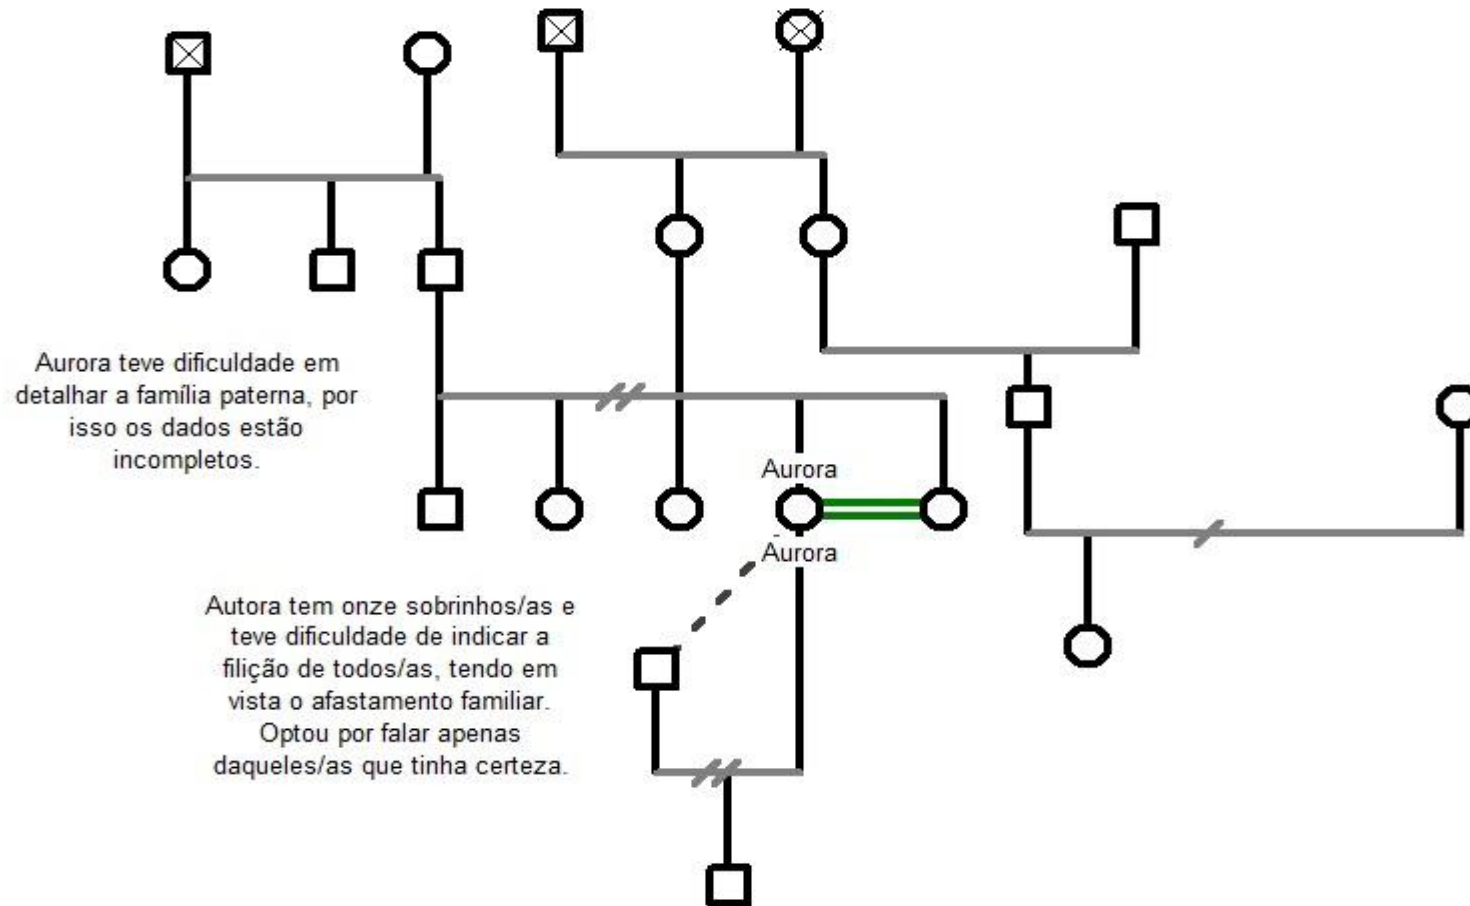 Aurora teve dificuldade em
detalhar a família paterna, por
isso os dados estão
incompletos.
Aurora
Aurora
Autora tem onze sobrinhos/as e
teve dificuldade de indicar a
filição de todos/as, tendo em
vista o afastamento familiar.
Optou por falar apenas
daqueles/as que tinha certeza.